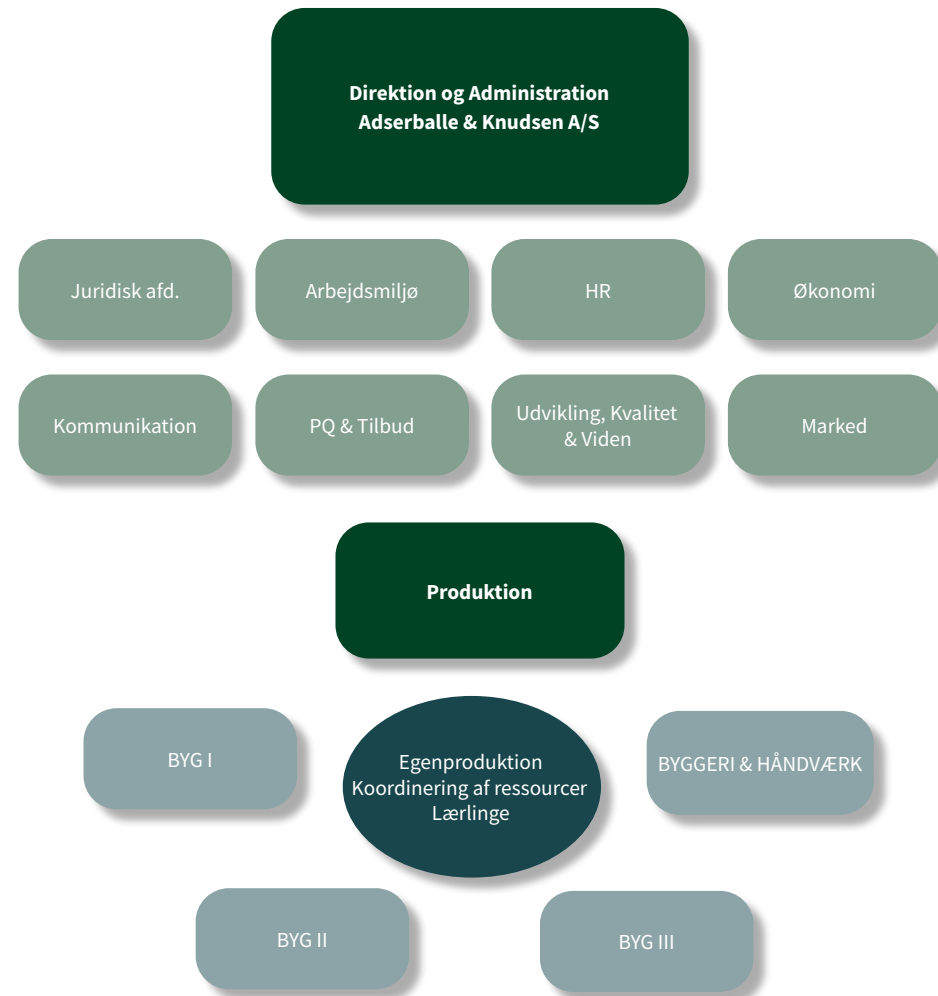 Direktion og Administration
Adserballe & Knudsen A/S
Juridisk afd.
Arbejdsmiljø
HR
Økonomi
Kommunikation
PQ & Tilbud
Udvikling, Kvalitet
& Viden
Marked
Produktion
BYG I
Egenproduktion
Koordinering af ressourcer
Lærlinge
BYGGERI & HÅNDVÆRK
BYG II
BYG III